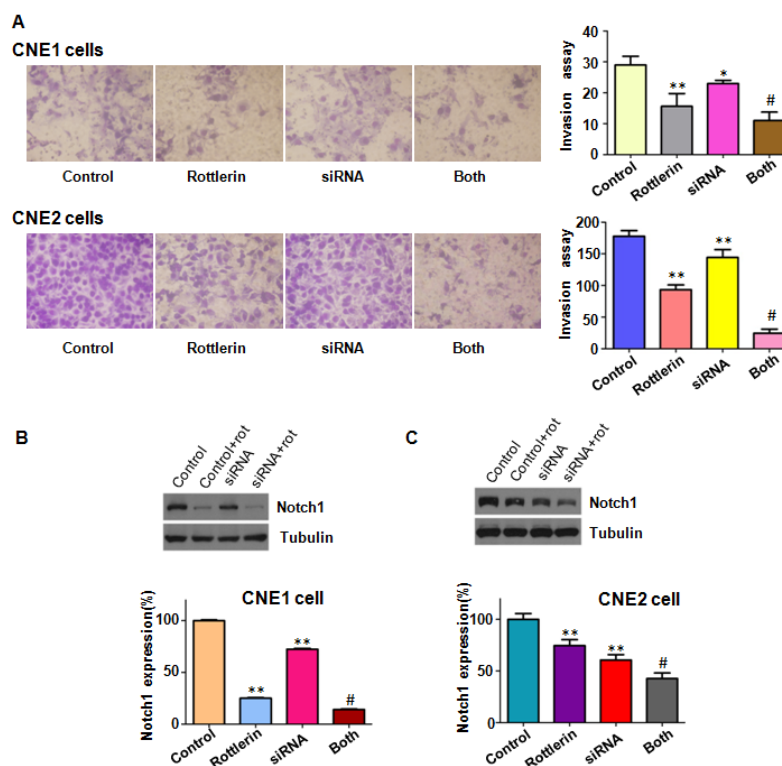 A
CNE1 cells
Control Rottlerin siRNA Both
Invasion assay
40
30
20
10
0
** * #
Control Rottlerin siRNA Both
CNE2 cells
Control Rottlerin siRNA Both
Invasion assay
200
150
100
50
0
** ** #
Control Rottlerin siRNA Both
B
Control Control+rot siRNA siRNA+rot
Notch1
Tubulin
CNE1 cell
Notch1 expression(%)
100
50
0
** ** #
Control Rottlerin siRNA Both
C
Control Control+rot siRNA siRNA+rot
Notch1
Tubulin
CNE2 cell
Notch1 expression(%)
100
50
0
** ** #
Control Rottlerin siRNA Both